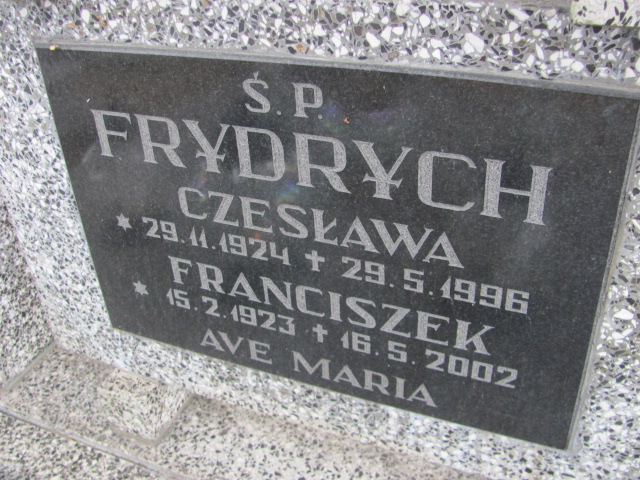 Ś.P.
FRYDRYCH
CZESŁAWA
* 29.11.1924 † 29.5.1996
FRANCISZEK
* 15.2.1923 † 16.5.2002
AVE MARIA